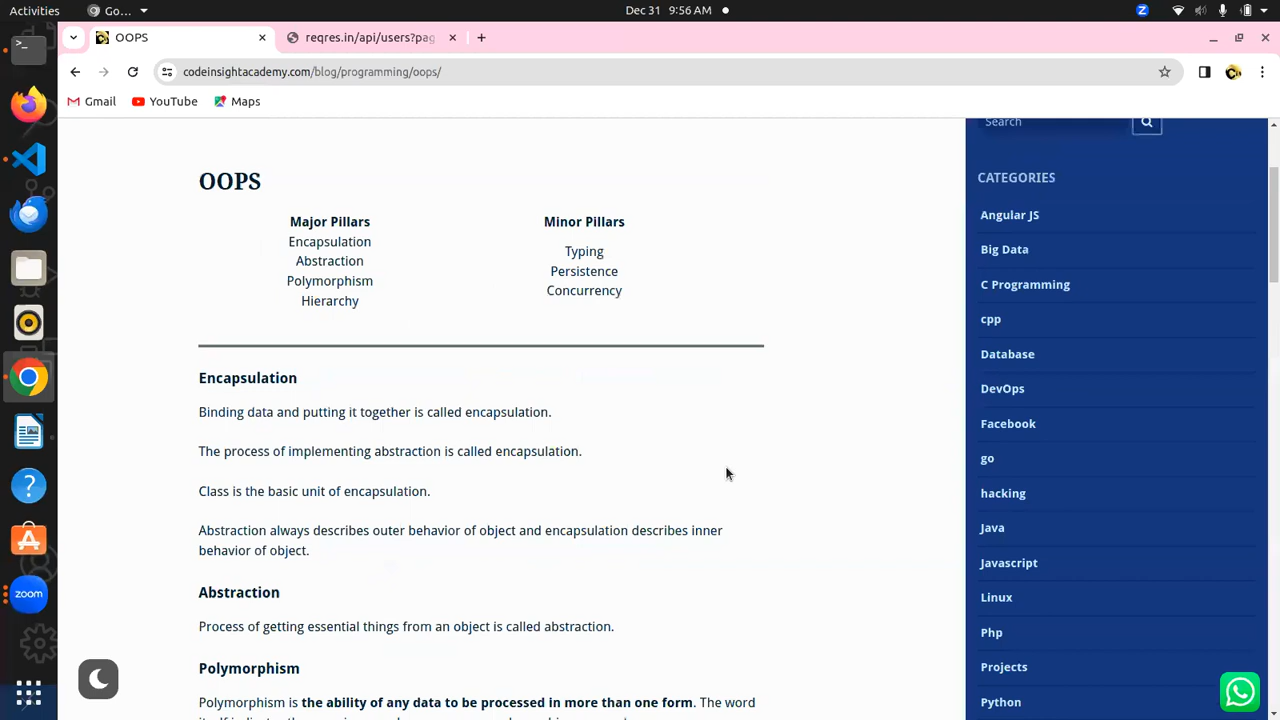 Activities
Go...
Dec 31 9:56 AM
Z
OOPS
reqres.in/api/users?pag
codeinsightacademy.com/blog/programming/oops/
Gmail
YouTube
Maps
Search
OOPS
Major Pillars
Encapsulation
Abstraction
Polymorphism
Hierarchy
Minor Pillars
Typing
Persistence
Concurrency
Encapsulation
Binding data and putting it together is called encapsulation.
The process of implementing abstraction is called encapsulation.
Class is the basic unit of encapsulation.
Abstraction always describes outer behavior of object and encapsulation describes inner
behavior of object.
Abstraction
Process of getting essential things from an object is called abstraction.
Polymorphism
Polymorphism is the ability of any data to be processed in more than one form. The word
CATEGORIES
Angular JS
Big Data
C Programming
cpp
Database
DevOps
Facebook
go
hacking
Java
Javascript
Linux
Php
Projects
Python
zoom